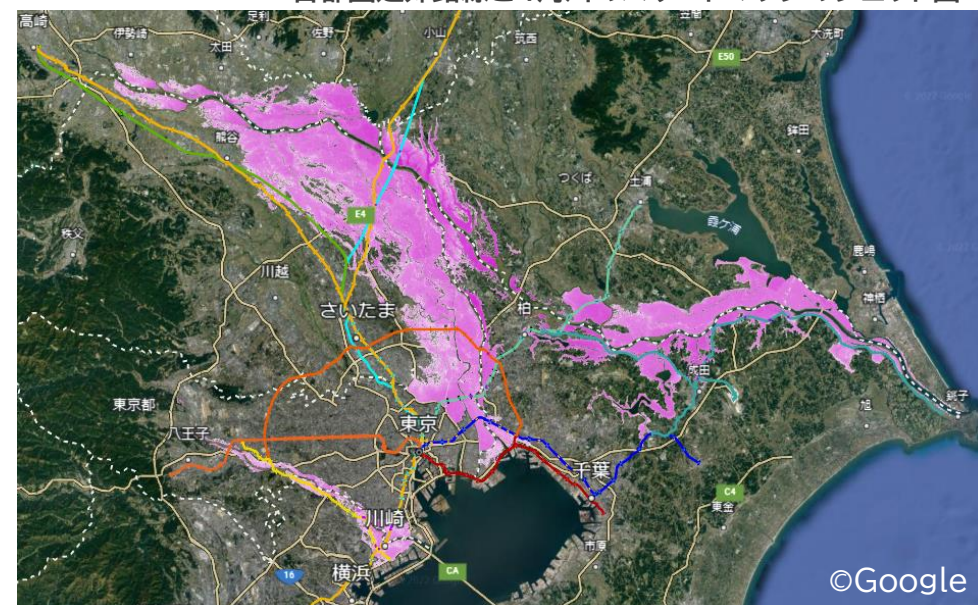 高崎
伊勢崎
太田
足利
佐野
小山
筑西
笠間
大洗町
E50
熊谷
鉾田
つくば
土浦
E4
霞ケ浦
秩父
川越
鹿嶋
神栖
さいたま
柏
成田
銚子
旭
東京都
東京
八王子
千葉
C4
東金
川崎
市原
横浜
16
CA
©Google